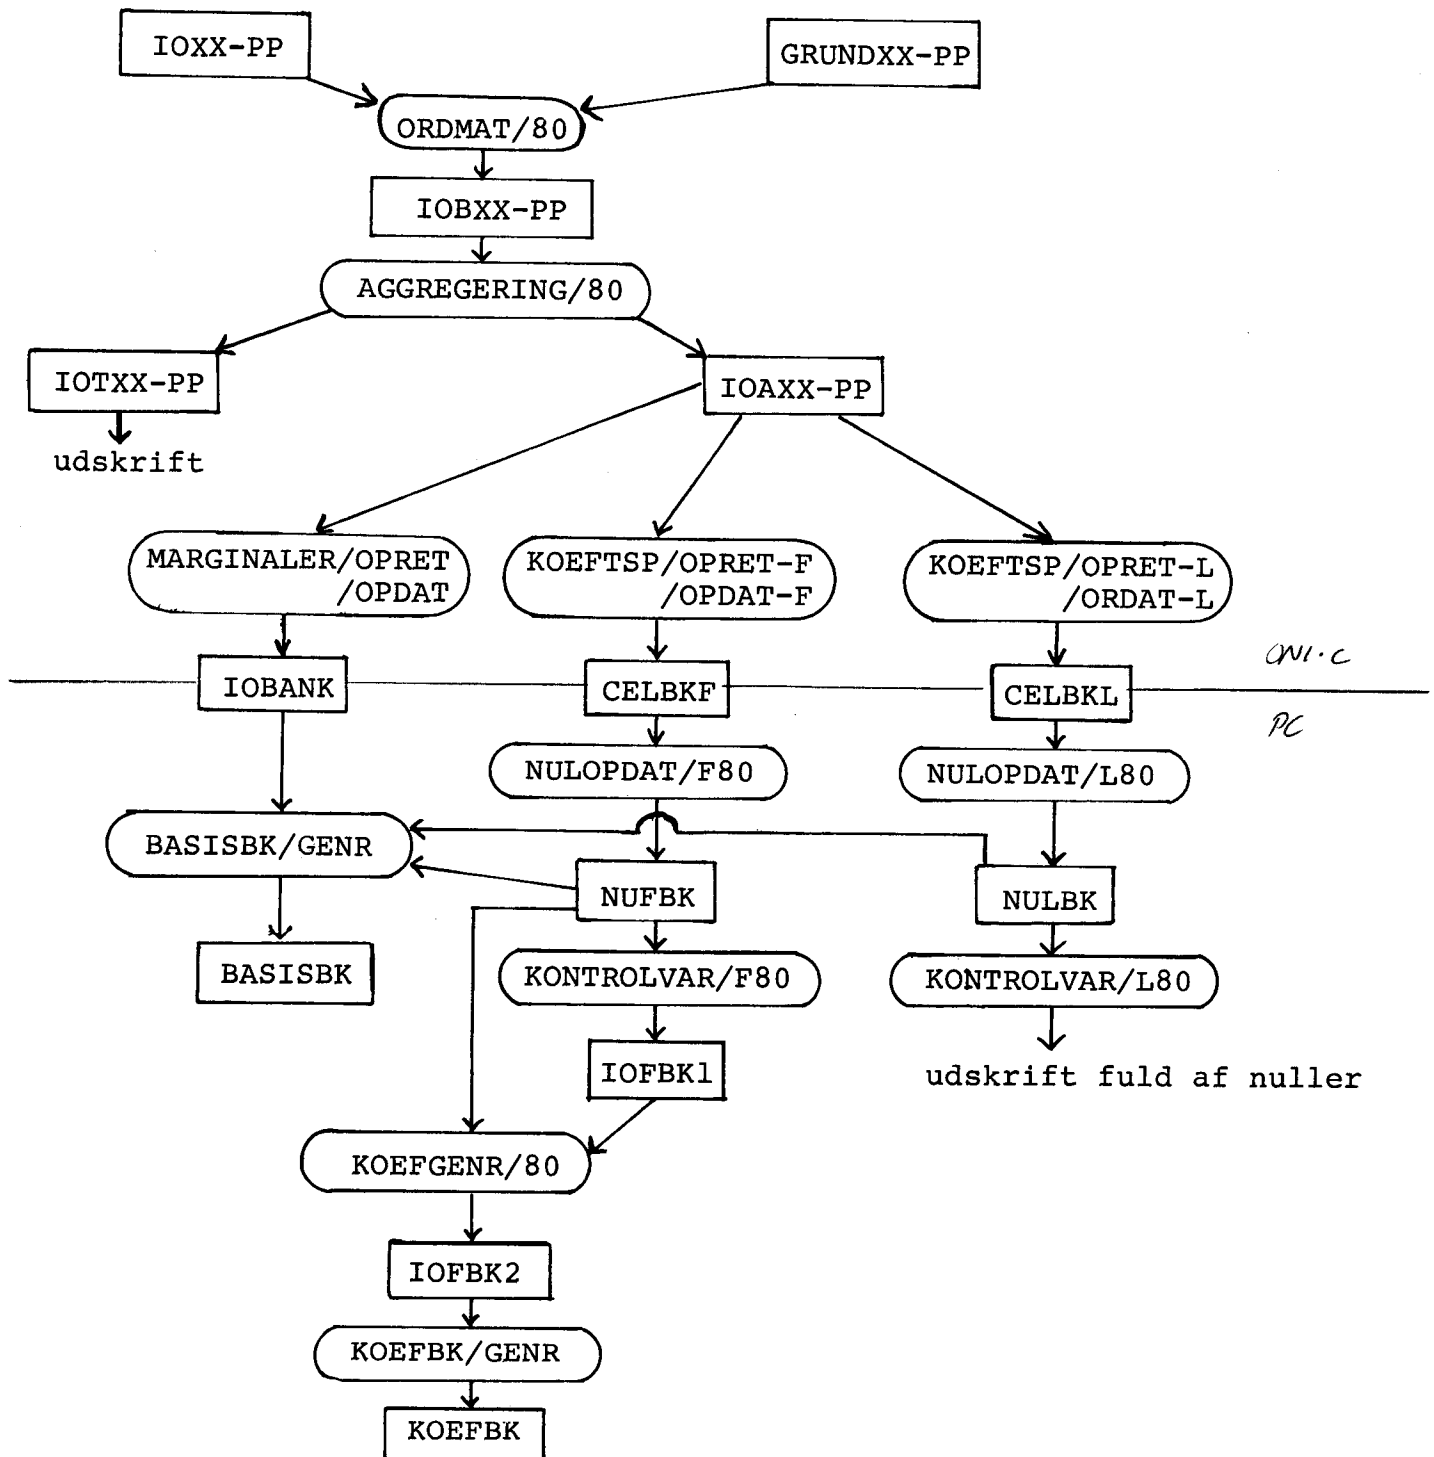 IOXX-PP
GRUNDXX-PP
ORDMAT/80
IOBXX-PP
AGGREGERING/80
IOTXX-PP
IOAXX-PP
udskrift
MARGINALER/OPRET
/OPDAT
KOEFTSP/OPRET-F
/OPDAT-F
KOEFTSP/OPRET-L
/ORDAT-L
IOBANK
CELBKF
CELBKL
PC
NULOPDAT/F80
NULOPDAT/L80
BASISBK/GENR
NUFBK
NULBK
BASISBK
KONTROLVAR/F80
KONTROLVAR/L80
IOFBK1
udskrift fuld af nuller
KOEFGENR/80
IOFBK2
KOEFBK/GENR
KOEFBK